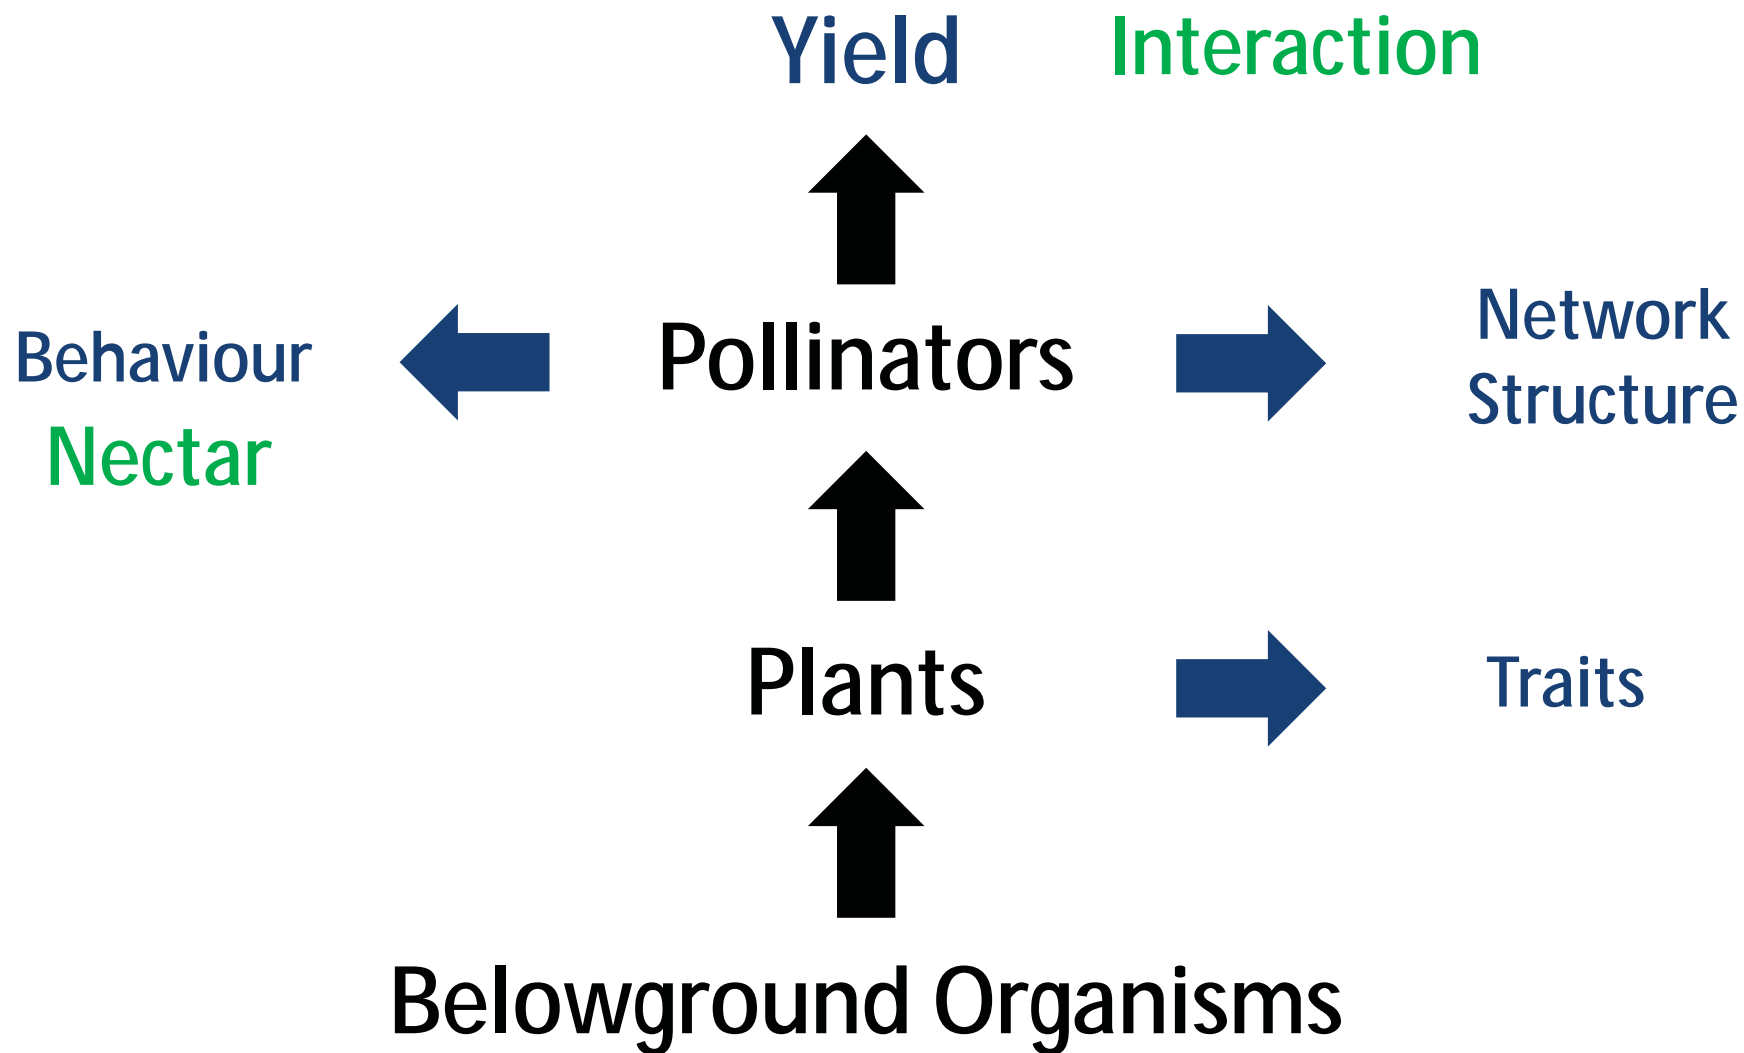 Yield Interaction
Behaviour
Nectar
Pollinators
Network
Structure
Plants
Traits
Belowground Organisms